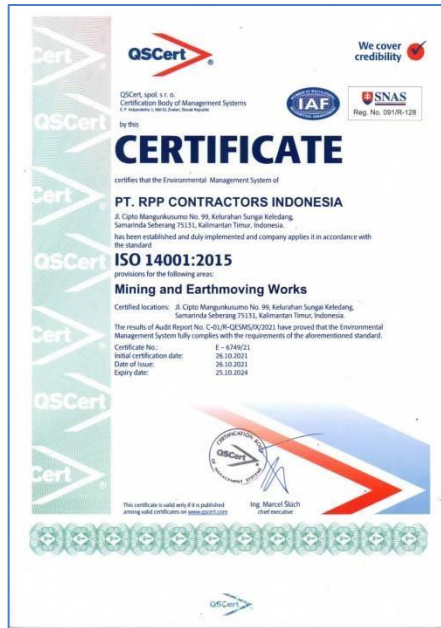 QSCert
®
We cover
credibility
QSCert, spol. s r. o.
Certification Body of Management Systems
IAF
SNAS
Reg. No. 091/R-128
by this
CERTIFICATE
certifies that the Environmental Management System of
PT. RPP CONTRACTORS INDONESIA
Jl. Cipto Mangunkusumo No. 99, Kelurahan Sungai Keledang,
Samarinda Seberang 75131, Kalimantan Timur, Indonesia.
has been established and duly implemented and company applies it in accordance with
the standard
ISO 14001:2015
provisions for the following areas:
Mining and Earthmoving Works
Certified locations: Jl. Cipto Mangunkusumo No. 99, Kelurahan Sungai Keledang,
Samarinda Seberang 75131, Kalimantan Timur, Indonesia.
The results of Audit Report No. C-01/R-QESMS/IX/2021 have proved that the Environmental
Management System fully complies with the requirements of the aforementioned standard.
Certificate No.: E – 6749/21
Initial certification date: 26.10.2021
Date of issue: 26.10.2021
Expiry date: 25.10.2024
CERTIFICATION BODY
QSCert
OF MANAGEMENT SYSTEMS
This certificate is valid only if it is published
among valid certificates on www.qscert.com
Ing. Marcel Šlúch
chief executive
QSCert